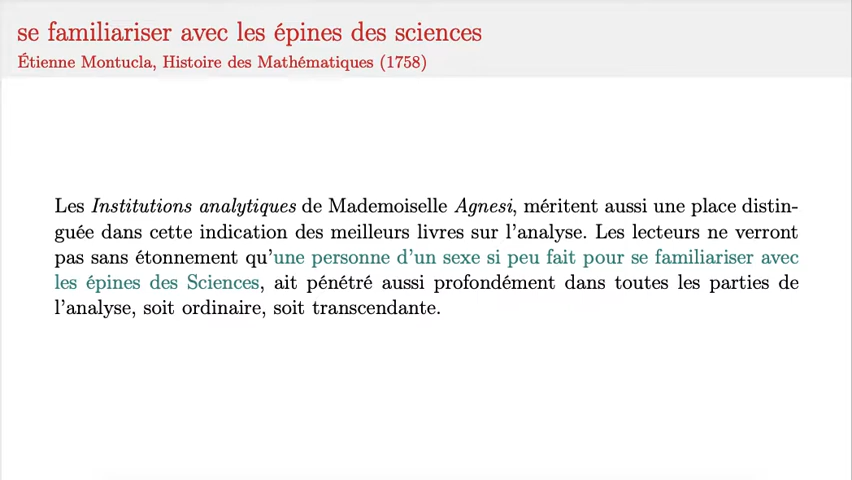 se familiariser avec les épines des sciences
Étienne Montucla, Histoire des Mathématiques (1758)
Les Institutions analytiques de Mademoiselle Agnesi, méritent aussi une place distin-
guée dans cette indication des meilleurs livres sur l'analyse. Les lecteurs ne verront
pas sans étonnement qu'une personne d'un sexe si peu fait pour se familiariser avec
les épines des Sciences, ait pénétré aussi profondément dans toutes les parties de
l'analyse, soit ordinaire, soit transcendante.